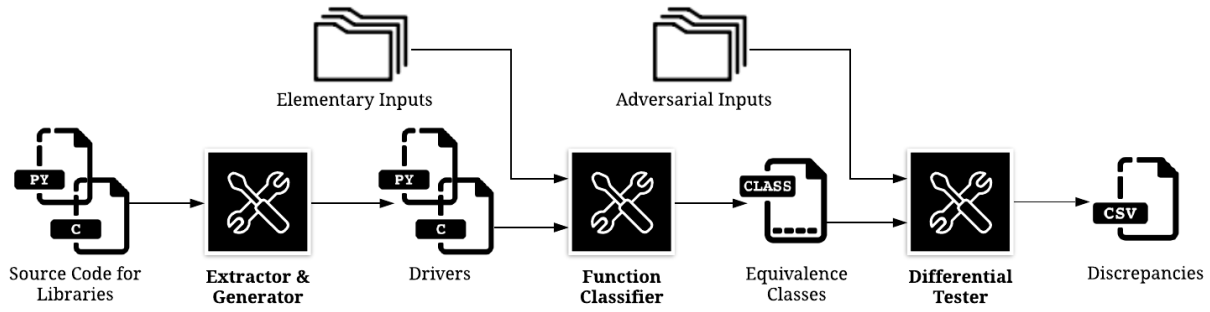 Elementary Inputs
Adversarial Inputs
PY
C
PY
C
CLASS
CSV
Source Code for
Libraries
Extractor &
Generator
Drivers
Function
Classifier
Equivalence
Classes
Differential
Tester
Discrepancies